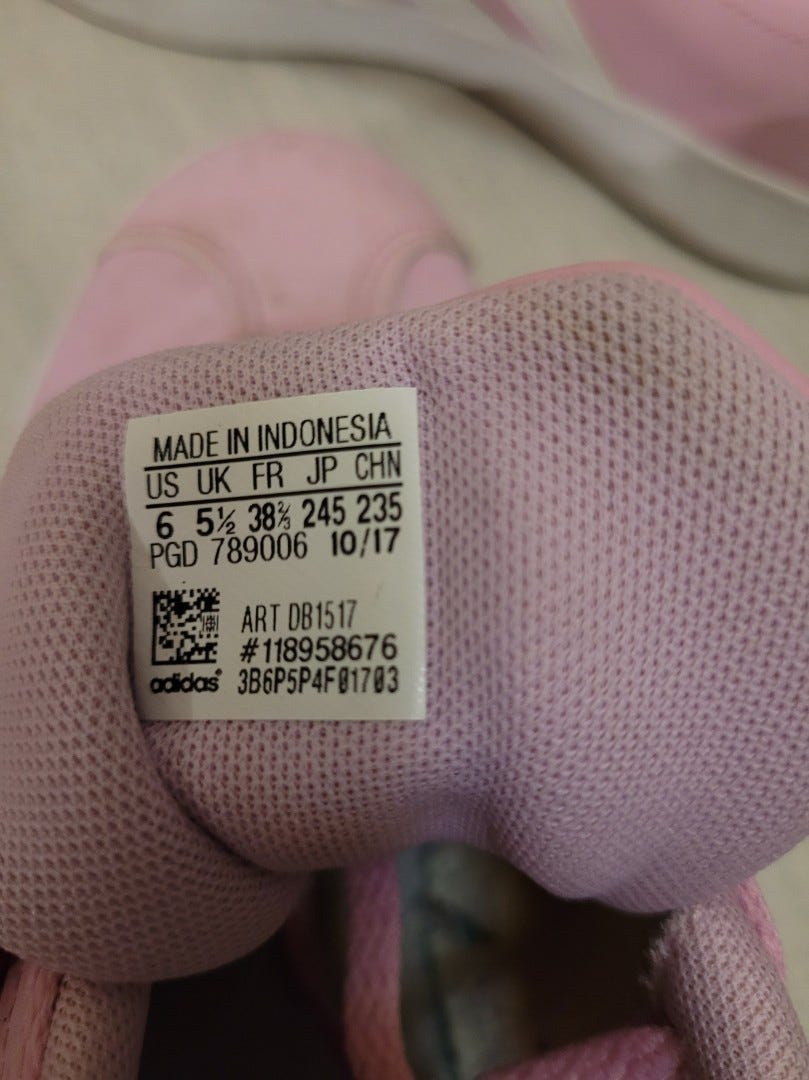 MADE IN INDONESIA
US UK FR JP CHN
6 5½ 38⅔ 245 235
PGD 789006 10/17
ART DB1517
#118958676
adidas® 3B6P5P4F01703